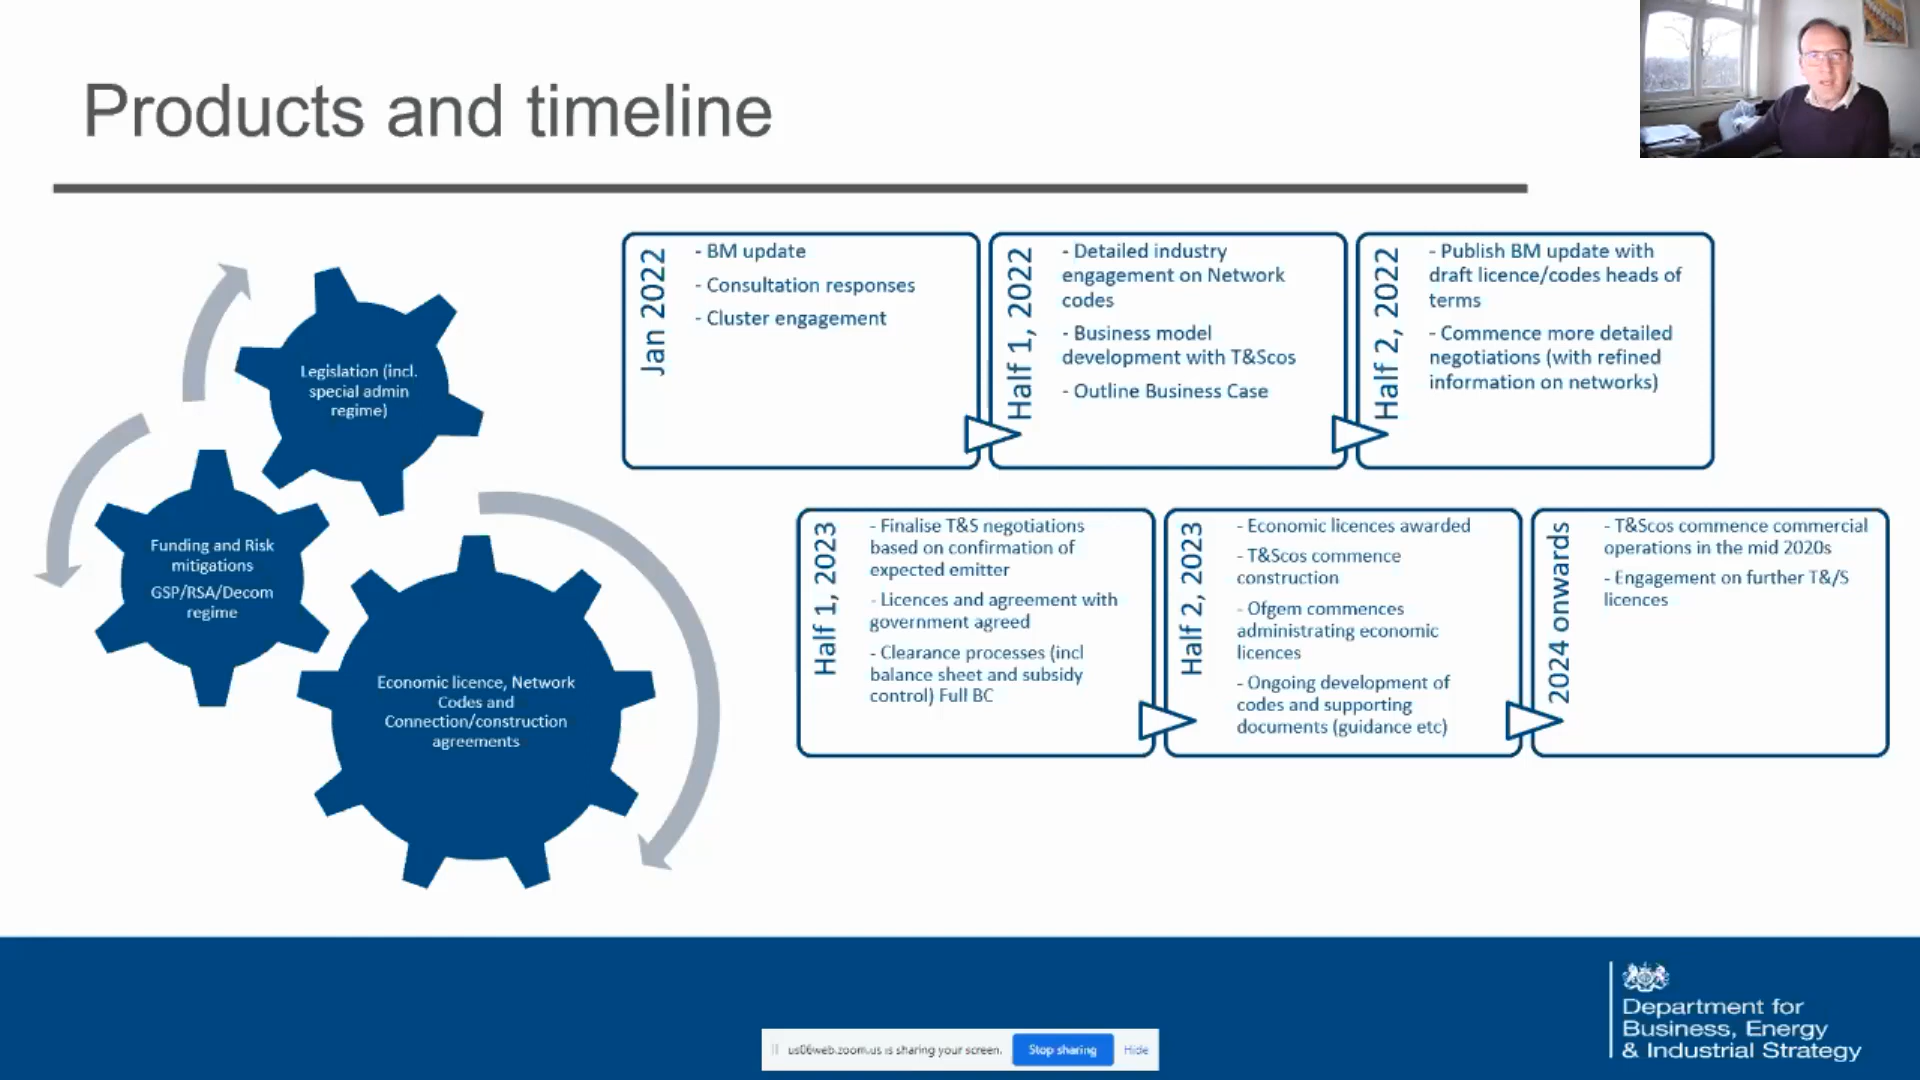 Products and timeline
Legislation (incl.
special admin
regime)
Funding and Risk
mitigations
GSP/RSA/Decom
regime
Economic licence, Network
Codes and
Connection/construction
agreements
Jan 2022
- BM update
- Consultation responses
- Cluster engagement
Half 1, 2022
- Detailed industry
engagement on Network
codes
- Business model
development with T&Scos
- Outline Business Case
Half 2, 2022
- Publish BM update with
draft licence/codes heads of
terms
- Commence more detailed
negotiations (with refined
information on networks)
Half 1, 2023
- Finalise T&S negotiations
based on confirmation of
expected emitter
- Licences and agreement with
government agreed
- Clearance processes (incl
balance sheet and subsidy
control) Full BC
Half 2, 2023
- Economic licences awarded
- T&Scos commence
construction
- Ofgem commences
administrating economic
licences
- Ongoing development of
codes and supporting
documents (guidance etc)
2024 onwards
- T&Scos commence commercial
operations in the mid 2020s
- Engagement on further T&/S
licences
Department for
Business, Energy
& Industrial Strategy
us06web.zoom.us is sharing your screen.
Stop sharing
Hide